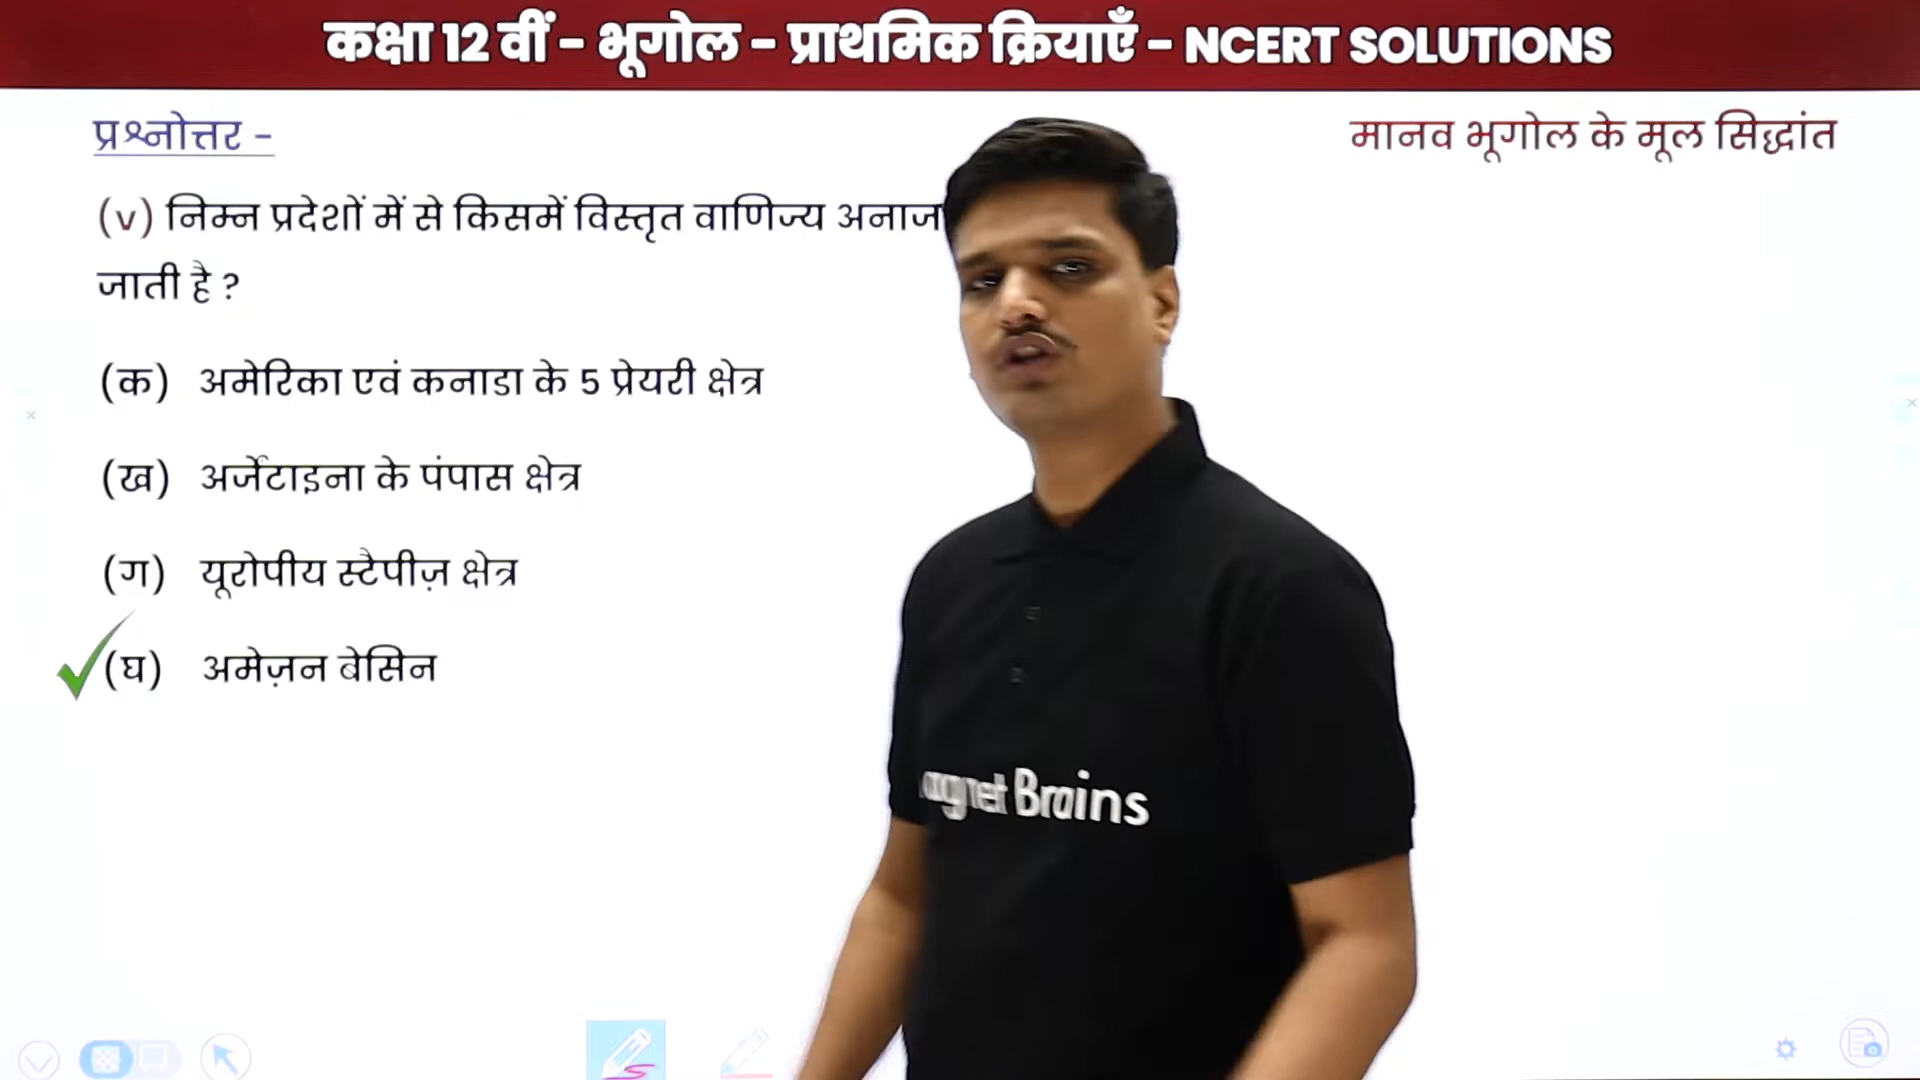 कक्षा 12 वीं - भूगोल - प्राथमिक क्रियाएँ - NCERT SOLUTIONS
प्रश्नोत्तर -
मानव भूगोल के मूल सिद्धांत
(v) निम्न प्रदेशों में से किसमें विस्तृत वाणिज्य अनाज
जाती है ?
(क) अमेरिका एवं कनाडा के 5 प्रेयरी क्षेत्र
(ख) अर्जेंटाइना के पंपास क्षेत्र
(ग) यूरोपीय स्टैपीज़ क्षेत्र
(घ) अमेज़न बेसिन
agnet Brains